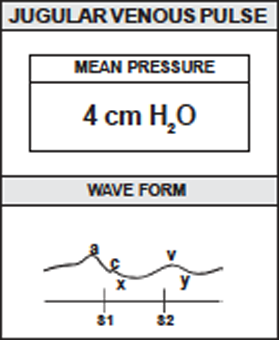 JUGULAR VENOUS PULSE
MEAN PRESSURE
4 cm H₂O
WAVE FORM
a
c
x
v
y
S1 S2